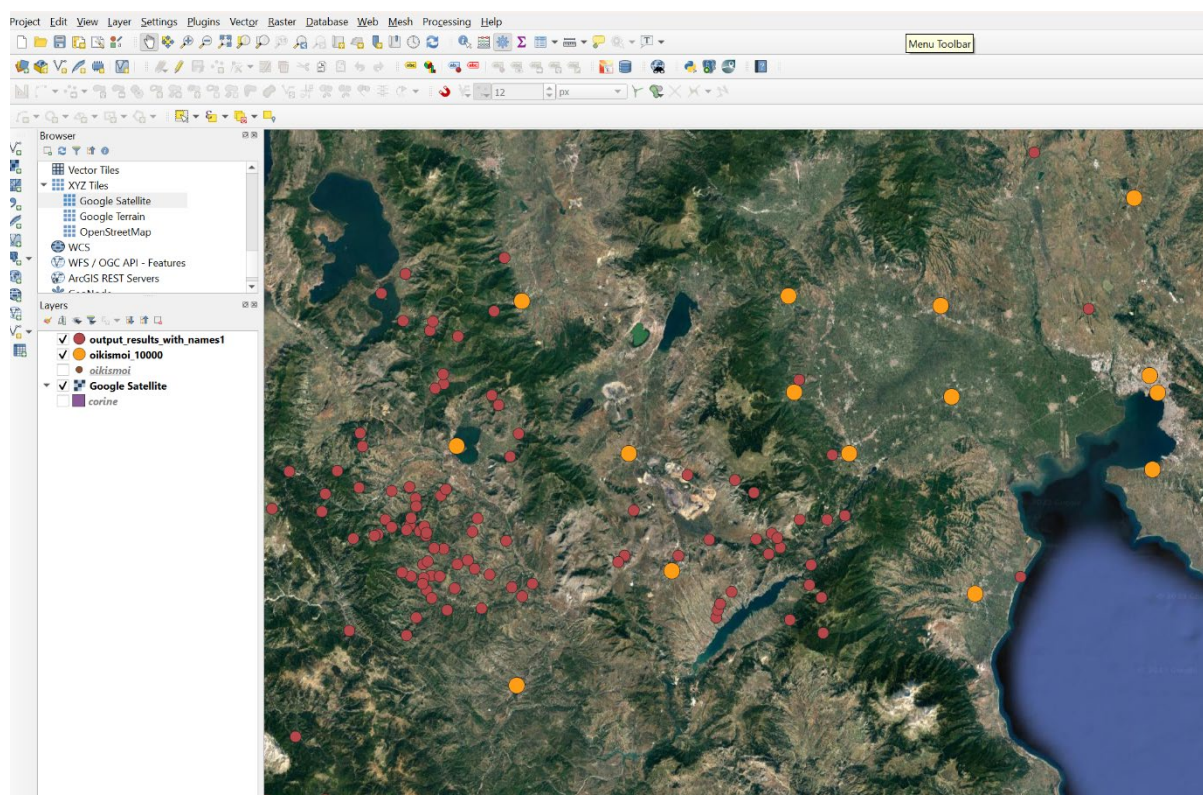 Project Edit View Layer Settings Plugins Vector Raster Database Web Mesh Processing Help
Menu Toolbar
12 px
Browser
Vector Tiles
XYZ Tiles
Google Satellite
Google Terrain
OpenStreetMap
WCS
WFS / OGC API - Features
ArcGIS REST Servers
Layers
output_results_with_names1
oikismoi_10000
oikismoi
Google Satellite
corine